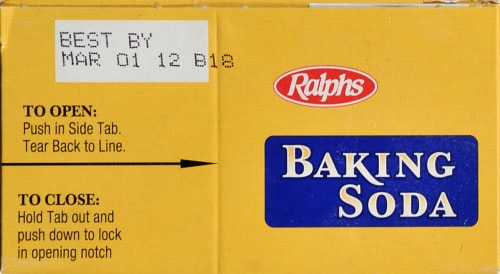 BEST BY
MAR 01 12 B18
TO OPEN:
Push in Side Tab.
Tear Back to Line.
TO CLOSE:
Hold Tab out and
push down to lock
in opening notch
Ralphs
BAKING
SODA